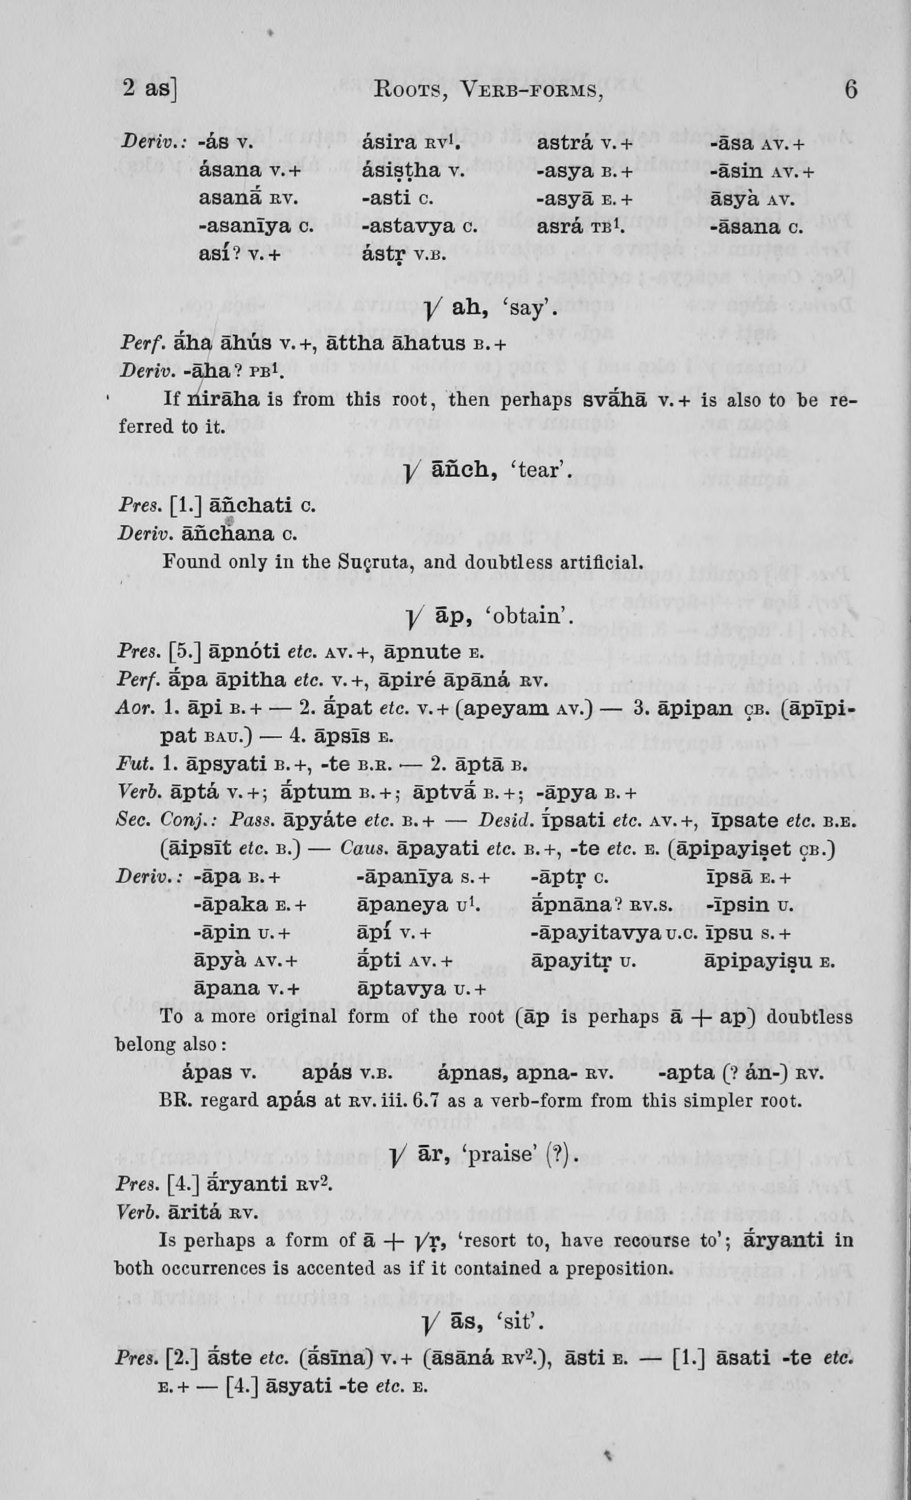 2 as] Roots, Verb-forms, 6
Deriv.: -ás v. ásira RV¹. astrá v.+ -āsa AV.+
ásana v.+ ásiṣṭha v. -asya B.+ -āsin AV.+
asanā́ RV. -asti C. -asyā E.+ āsyà AV.
-asanīya C. -astavya C. asrá TB¹. -āsana C.
así? v.+ ástṛ v.B.
√ ah, ‘say’.
Perf. ā́ha āhús v.+, āttha āhatus B.+
Deriv. -āha? PB¹.
If nirāha is from this root, then perhaps svā́hā v.+ is also to be re-
ferred to it.
√ āñch, ‘tear’.
Pres. [1.] āñchati C.
Deriv. āñchana C.
Found only in the Suçruta, and doubtless artificial.
√ āp, ‘obtain’.
Pres. [5.] āpnóti etc. AV.+, āpnute E.
Perf. ā́pa āpitha etc. v.+, āpiré āpāná RV.
Aor. 1. āpi B.+ — 2. ā́pat etc. v.+ (apeyam AV.) — 3. āpipan ÇB. (āpīpi-
pat BAU.) — 4. āpsīs E.
Fut. 1. āpsyati B.+, -te B.E. — 2. āptā B.
Verb. āptá v.+; ā́ptum B.+; āptvā́ B.+; -āpya B.+
Sec. Conj.: Pass. āpyáte etc. B.+ — Desid. ī́psati etc. AV.+, īpsate etc. B.E.
(āipsīt etc. B.) — Caus. āpayati etc. B.+, -te etc. E. (āpipayiṣet ÇB.)
Deriv.: -āpa B.+ -āpanīya S.+ -āptṛ C. īpsā E.+
-āpaka E.+ āpaneya U¹. ā́pnāna? RV.S. -īpsin U.
-āpin U.+ āpí v.+ -āpayitavya U.C. īpsu S.+
āpyà AV.+ ā́pti AV.+ āpayitṛ U. āpipayiṣu E.
āpana v.+ āptavya U.+
To a more original form of the root (āp is perhaps ā + ap) doubtless
belong also:
ápas v. apás v.B. ápnas, apna- RV. -apta (? án-) RV.
BR. regard apás at RV. iii. 6.7 as a verb-form from this simpler root.
√ ār, ‘praise’ (?).
Pres. [4.] ā́ryanti RV².
Verb. āritá RV.
Is perhaps a form of ā + √ṛ, ‘resort to, have recourse to’; ā́ryanti in
both occurrences is accented as if it contained a preposition.
√ ās, ‘sit’.
Pres. [2.] ā́ste etc. (ā́sīna) v.+ (āsāná RV².), āsti E. — [1.] āsati -te etc.
E.+ — [4.] āsyati -te etc. E.